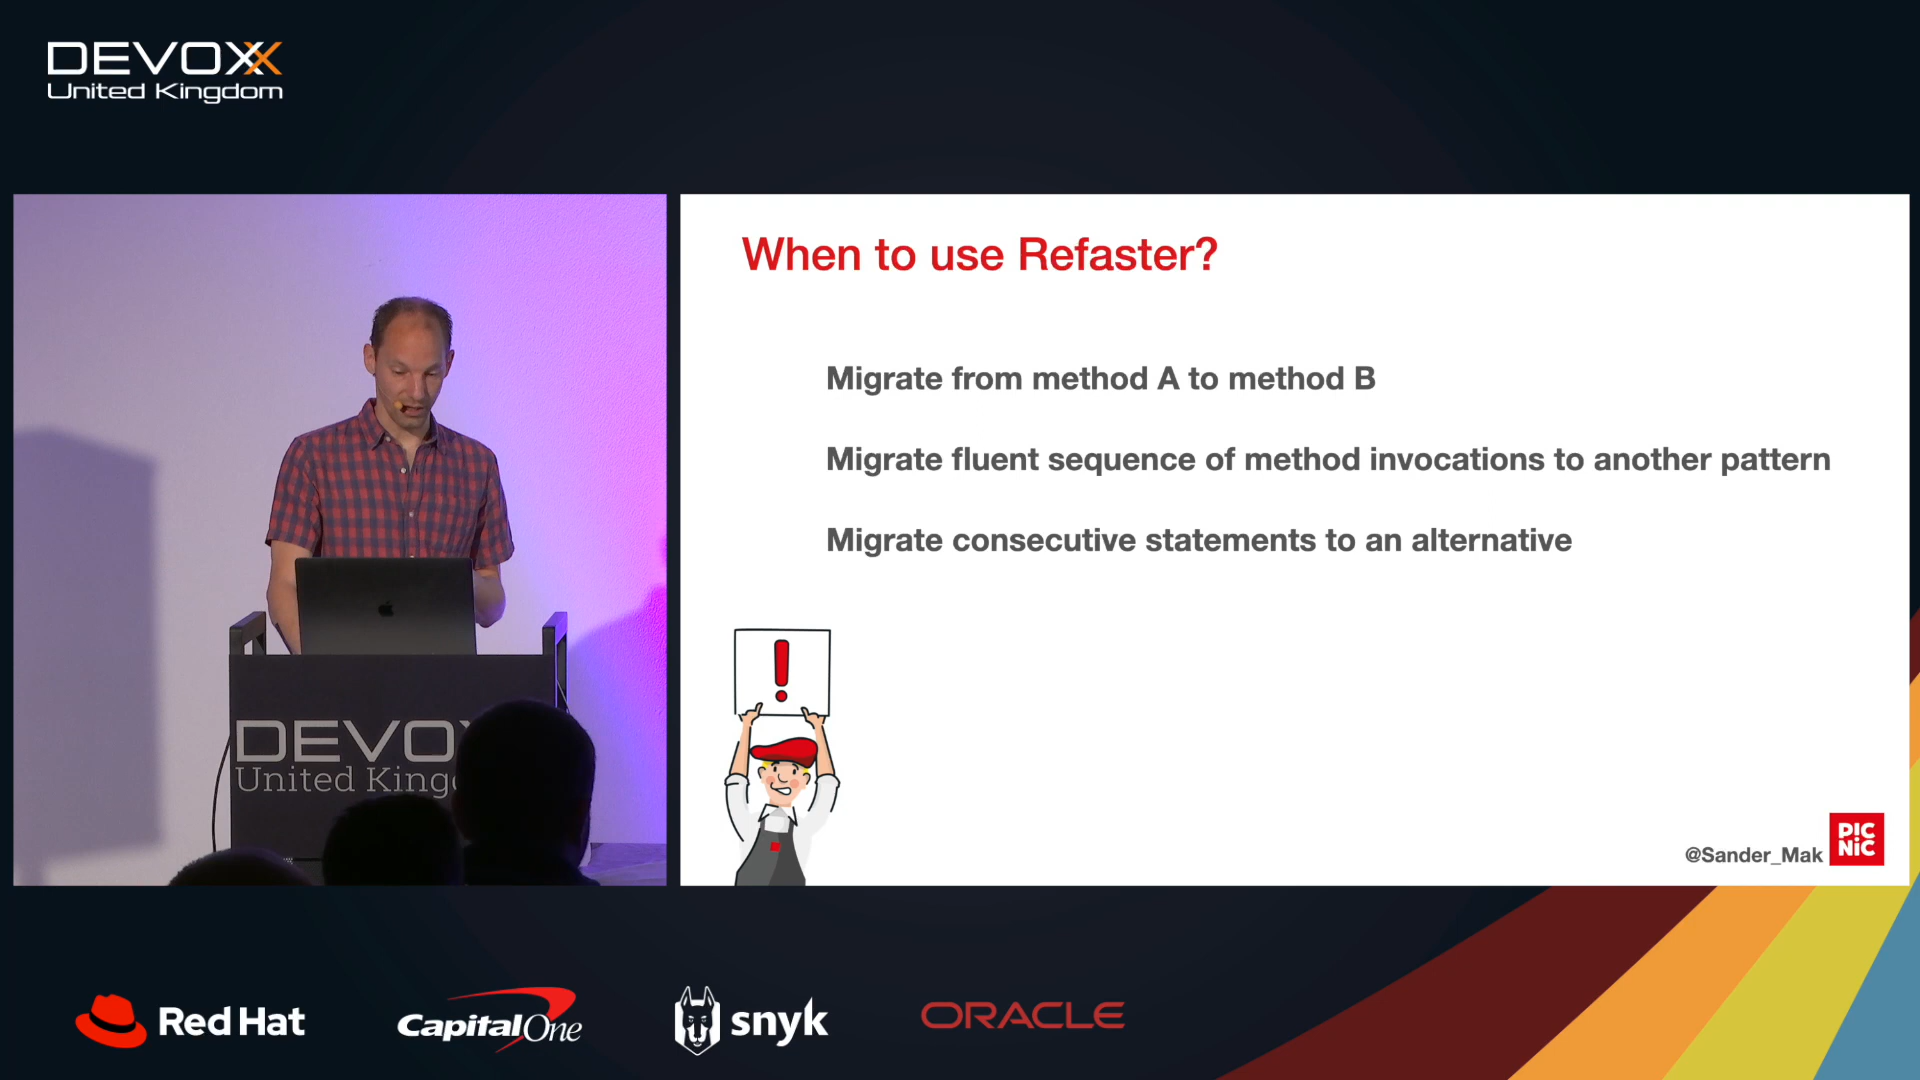 DEVOXX
United Kingdom
When to use Refaster?
Migrate from method A to method B
Migrate fluent sequence of method invocations to another pattern
Migrate consecutive statements to an alternative
!
@Sander_Mak
PIC
NIC
DEVOX
United King
Red Hat
Capital One
snyk
ORACLE